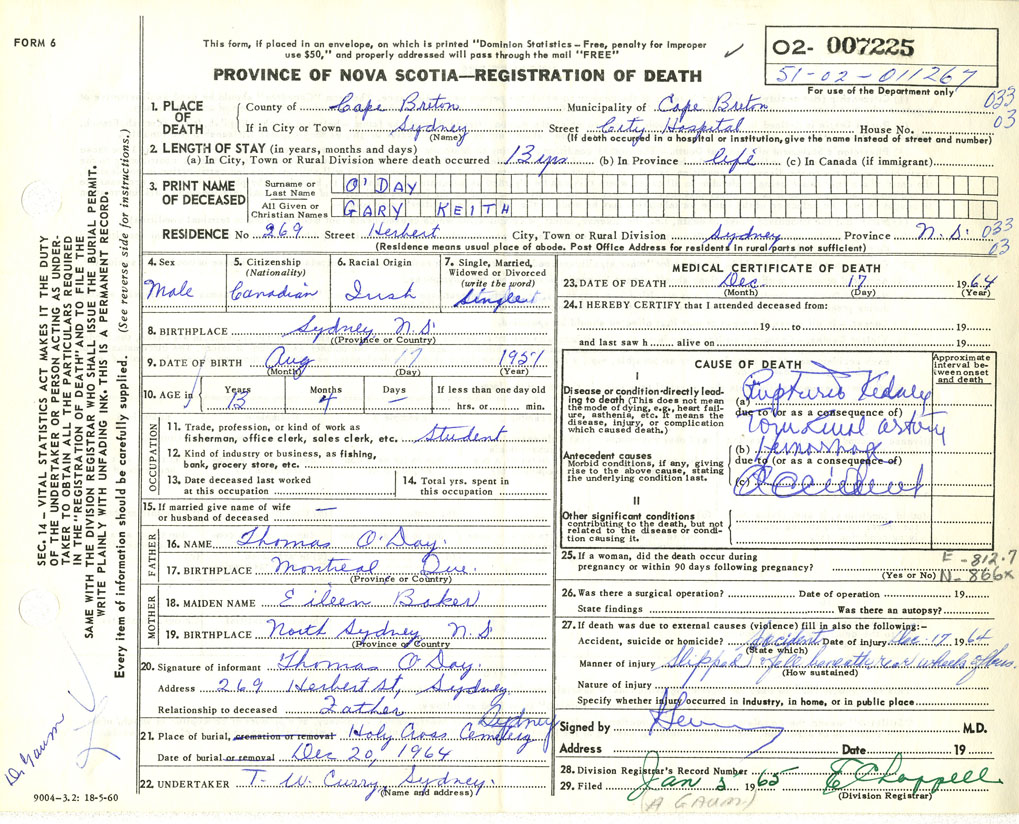 FORM 6
This form, if placed in an envelope, on which is printed "Dominion Statistics – Free, penalty for improper
use $50," and properly addressed will pass through the mail "FREE"
PROVINCE OF NOVA SCOTIA—REGISTRATION OF DEATH
02- 007225
51-02-011267
For use of the Department only
033
03
1. PLACE OF DEATH
County of Cape Breton Municipality of Cape Breton
If in City or Town Sydney Street City Hospital House No.
(Name) (If death occurred in a hospital or institution, give the name instead of street and number)
2. LENGTH OF STAY (in years, months and days)
(a) In City, Town or Rural Division where death occurred 13 yrs (b) In Province life (c) In Canada (if immigrant)
3. PRINT NAME OF DECEASED
Surname or Last Name O'DAY
All Given or Christian Names GARY KEITH
RESIDENCE No 269 Street Herbert City, Town or Rural Division Sydney Province N.S. 033
(Residence means usual place of abode. Post Office Address for residents in rural parts not sufficient) 03
4. Sex Male
5. Citizenship (Nationality) Canadian
6. Racial Origin Irish
7. Single, Married, Widowed or Divorced (write the word) Single
8. BIRTHPLACE Sydney N.S.
(Province or Country)
9. DATE OF BIRTH Aug 17 1951
(Month) (Day) (Year)
10. AGE in Years 13 Months 4 Days — If less than one day old hrs. or min.
OCCUPATION
11. Trade, profession, or kind of work as
fisherman, office clerk, sales clerk, etc. Student
12. Kind of industry or business, as fishing,
bank, grocery store, etc.
13. Date deceased last worked at this occupation
14. Total yrs. spent in this occupation
15. If married give name of wife
or husband of deceased —
FATHER
16. NAME Thomas O'Day.
17. BIRTHPLACE Montreal Que.
(Province or Country)
MOTHER
18. MAIDEN NAME Eileen Baker
19. BIRTHPLACE North Sydney N.S
(Province or Country)
20. Signature of informant Thomas O'Day.
Address 269 Herbert St, Sydney
Relationship to deceased Father
21. Place of burial, cremation or removal Holy Cross Cemetery Sydney
Date of burial or removal Dec 20, 1964
22. UNDERTAKER T. W. Curry, Sydney.
(Name and address)
MEDICAL CERTIFICATE OF DEATH
23. DATE OF DEATH Dec 17 1964
(Month) (Day) (Year)
24. I HEREBY CERTIFY that I attended deceased from:
19 to 19
and last saw h alive on 19
CAUSE OF DEATH
Approximate interval between onset and death
I
Disease or condition directly leading to death (This does not mean the mode of dying, e.g., heart failure, asthenia, etc. It means the disease, injury, or complication which caused death.)
(a) Ruptured Kidney
due to (or as a consequence of)
Antecedent causes
Morbid conditions, if any, giving rise to the above cause, stating the underlying condition last.
(b)
due to (or as a consequence of)
(c) Accident
II
Other significant conditions
contributing to the death, but not related to the disease or condition causing it.
25. If a woman, did the death occur during
pregnancy or within 90 days following pregnancy?
(Yes or No)
E - 812.7
N- 866x
26. Was there a surgical operation? Date of operation 19
State findings Was there an autopsy?
27. If death was due to external causes (violence) fill in also the following:–
Accident, suicide or homicide? Accident Date of injury Dec. 17, 1964
(State which)
Manner of injury Slipped & fell beneath rear wheels of bus.
(How sustained)
Nature of injury
Specify whether injury occurred in industry, in home, or in public place
Signed by M.D.
Address Date 19
28. Division Registrar's Record Number
29. Filed Jan 1965 E Chappell
(A GAUM) (Division Registrar)
SEC. 14 – VITAL STATISTICS ACT MAKES IT THE DUTY
OF THE UNDERTAKER OR PERSON ACTING AS UNDER-
TAKER TO OBTAIN ALL THE PARTICULARS REQUIRED
IN THE "REGISTRATION OF DEATH" AND TO FILE THE
SAME WITH THE DIVISION REGISTRAR WHO SHALL ISSUE THE BURIAL PERMIT.
WRITE PLAINLY WITH UNFADING INK. THIS IS A PERMANENT RECORD.
Every item of information should be carefully supplied. (See reverse side for instructions.)
D. Gaum
9004–3.2: 18-5-60